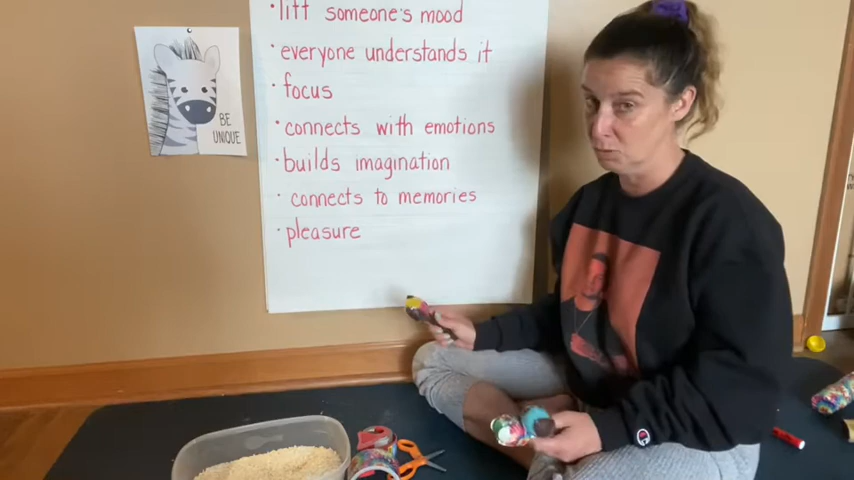 • lift someone's mood
• everyone understands it
• focus
• connects with emotions
• builds imagination
• connects to memories
• pleasure
BE
UNIQUE